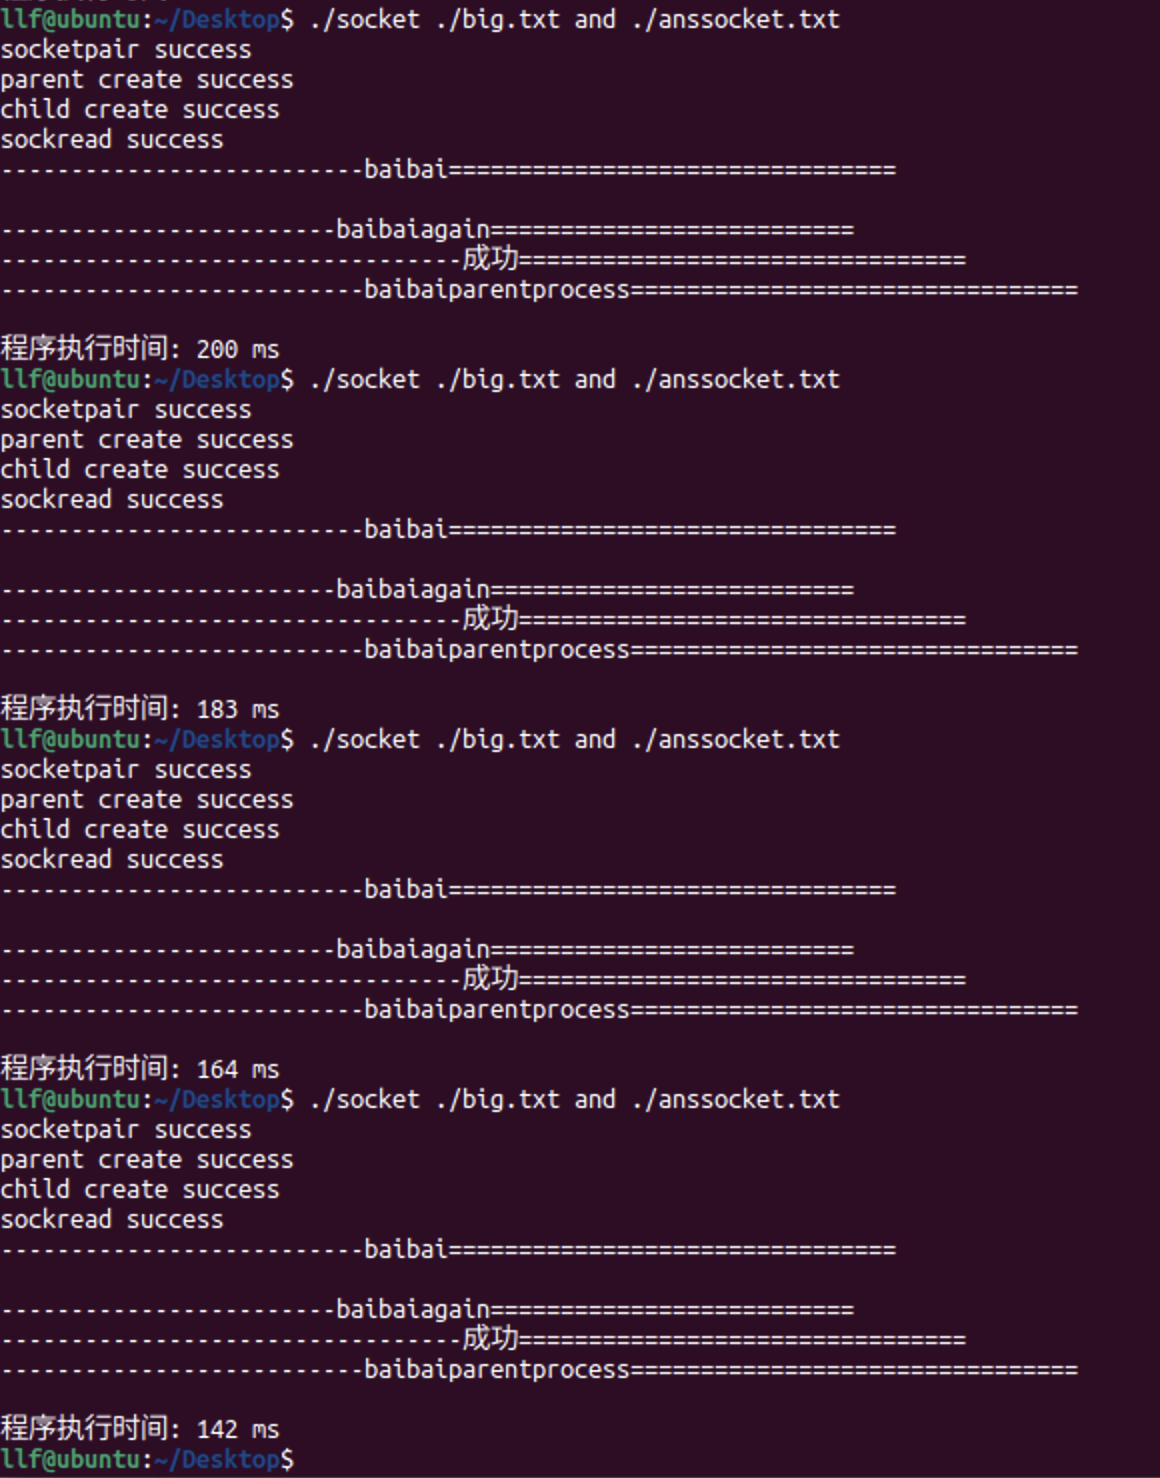 llf@ubuntu:~/Desktop$ ./socket ./big.txt and ./anssocket.txt
socketpair success
parent create success
child create success
sockread success
--------------------------baibai================================
------------------------baibaiagain==========================
---------------------------------成功================================
--------------------------baibaiparentprocess================================
程序执行时间: 200 ms
llf@ubuntu:~/Desktop$ ./socket ./big.txt and ./anssocket.txt
socketpair success
parent create success
child create success
sockread success
--------------------------baibai================================
------------------------baibaiagain==========================
---------------------------------成功================================
--------------------------baibaiparentprocess================================
程序执行时间: 183 ms
llf@ubuntu:~/Desktop$ ./socket ./big.txt and ./anssocket.txt
socketpair success
parent create success
child create success
sockread success
--------------------------baibai================================
------------------------baibaiagain==========================
---------------------------------成功================================
--------------------------baibaiparentprocess================================
程序执行时间: 164 ms
llf@ubuntu:~/Desktop$ ./socket ./big.txt and ./anssocket.txt
socketpair success
parent create success
child create success
sockread success
--------------------------baibai================================
------------------------baibaiagain==========================
---------------------------------成功================================
--------------------------baibaiparentprocess================================
程序执行时间: 142 ms
llf@ubuntu:~/Desktop$